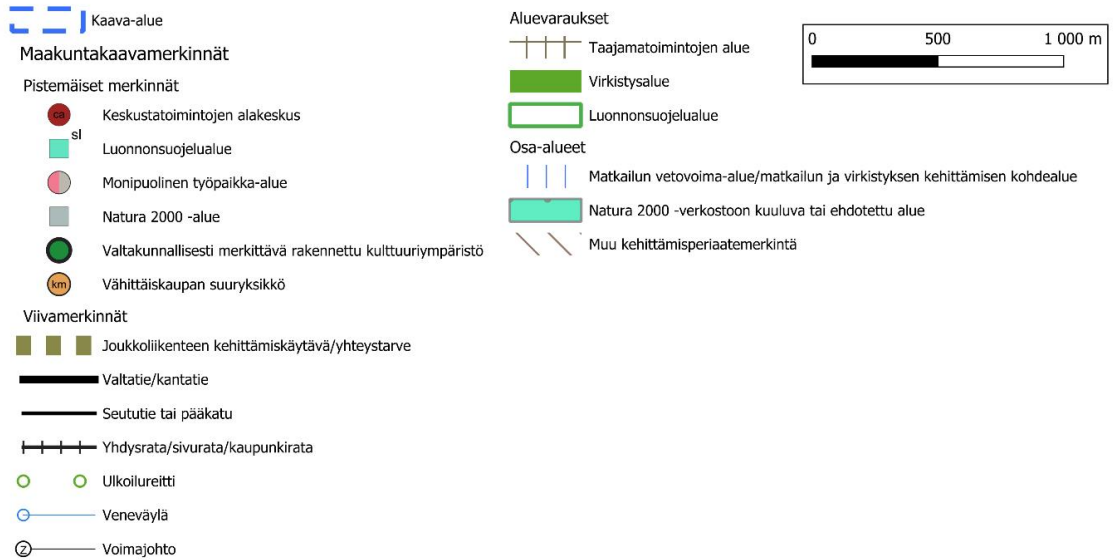 Kaava-alue
Maakuntakaavamerkinnät
Pistemäiset merkinnät
ca Keskustatoimintojen alakeskus
sl Luonnonsuojelualue
Monipuolinen työpaikka-alue
Natura 2000 -alue
Valtakunnallisesti merkittävä rakennettu kulttuuriympäristö
km Vähittäiskaupan suuryksikkö
Viivamerkinnät
Joukkoliikenteen kehittämiskäytävä/yhteystarve
Valtatie/kantatie
Seututie tai pääkatu
Yhdysrata/sivurata/kaupunkirata
Ulkoilureitti
Veneväylä
Z Voimajohto
Aluevaraukset
Taajamatoimintojen alue
Virkistysalue
Luonnonsuojelualue
Osa-alueet
Matkailun vetovoima-alue/matkailun ja virkistyksen kehittämisen kohdealue
Natura 2000 -verkostoon kuuluva tai ehdotettu alue
Muu kehittämisperiaatemerkintä
0 500 1 000 m